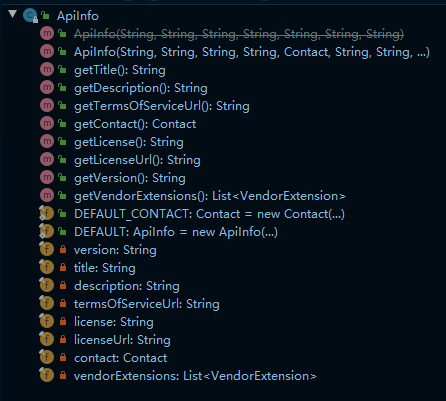 ApiInfo
ApiInfo(String, String, String, String, String, String, String)
ApiInfo(String, String, String, String, Contact, String, String, ...)
getTitle(): String
getDescription(): String
getTermsOfServiceUrl(): String
getContact(): Contact
getLicense(): String
getLicenseUrl(): String
getVersion(): String
getVendorExtensions(): List<VendorExtension>
DEFAULT_CONTACT: Contact = new Contact(...)
DEFAULT: ApiInfo = new ApiInfo(...)
version: String
title: String
description: String
termsOfServiceUrl: String
license: String
licenseUrl: String
contact: Contact
vendorExtensions: List<VendorExtension>